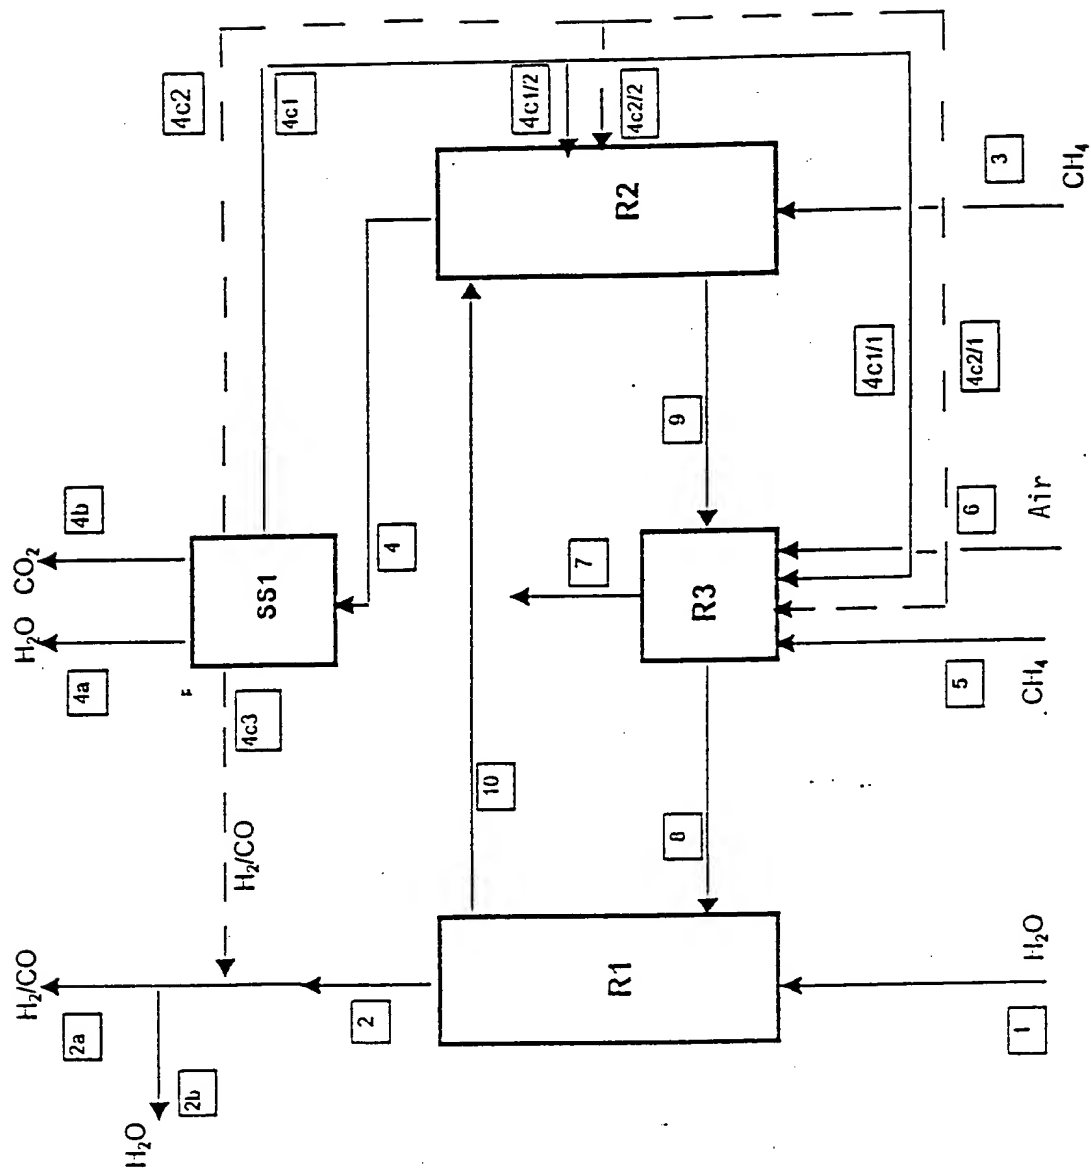 4c2
4c1
4c1/2
4c2/2
R2
3
CH₄
4b
CO₂
H₂O
4a
SS1
4
9
4c1/1
4c2/1
6
Air
7
R3
4c3
5
CH₄
H₂/CO
10
8
H₂/CO
2a
2
R1
H₂O
1
2b
H₂O